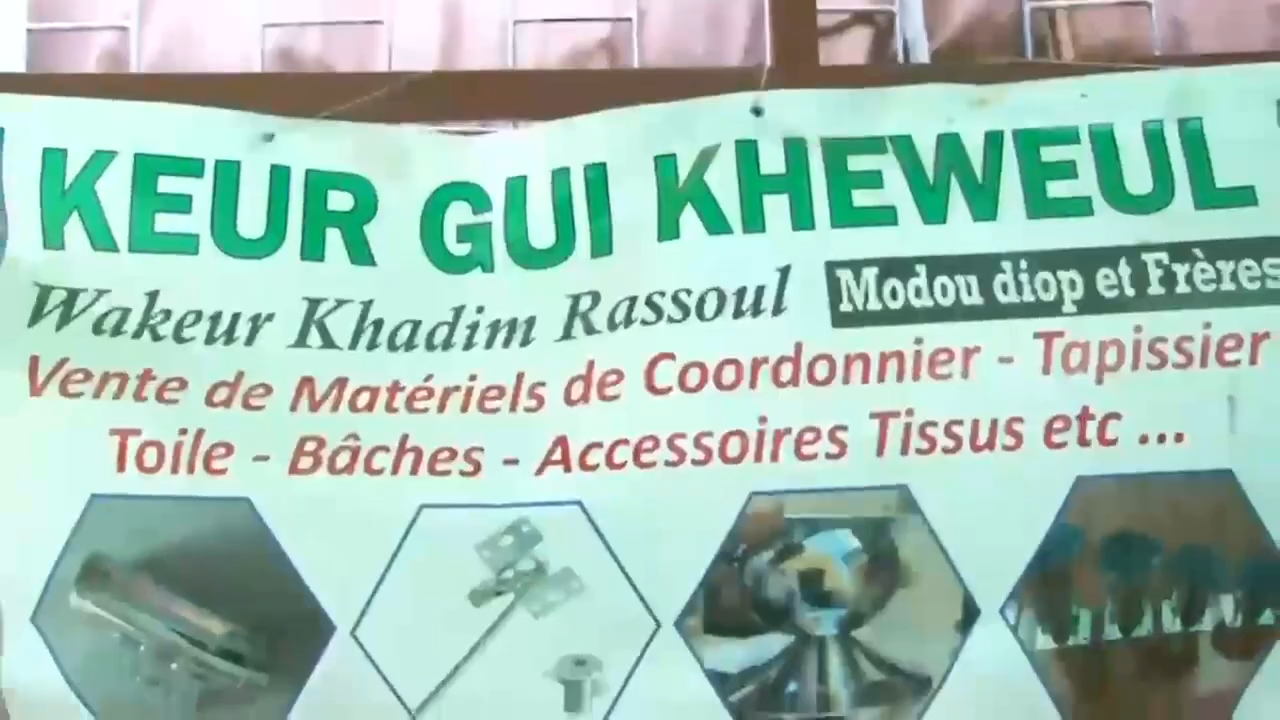 KEUR GUI KHEWEUL
Wakeur Khadim Rassoul Modou diop et Frères
Vente de Matériels de Coordonnier - Tapissier
Toile - Bâches - Accessoires Tissus etc ...